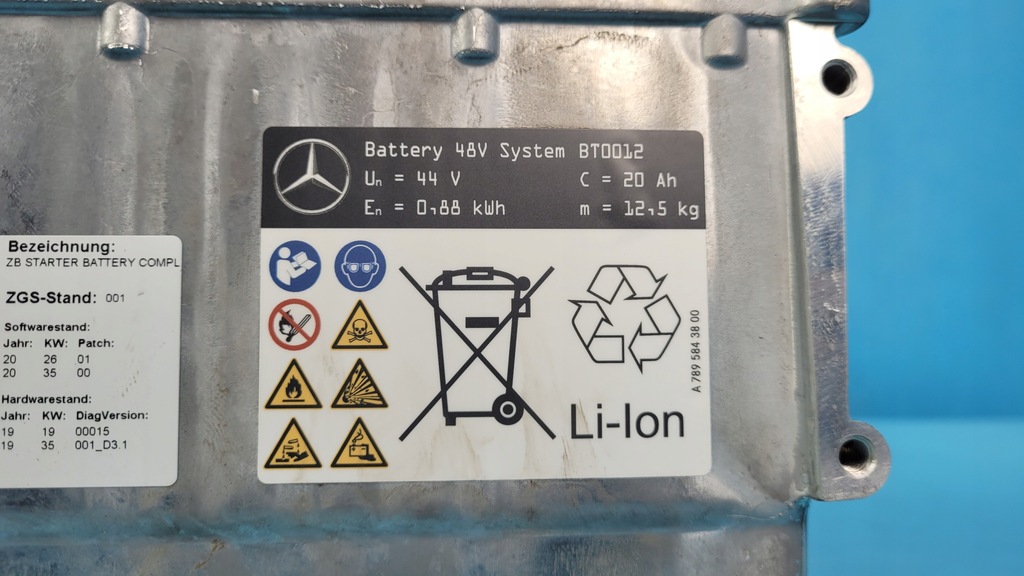 Battery 48V System BT0012
Un = 44 V C = 20 Ah
En = 0,88 kWh m = 12,5 kg
Bezeichnung:
ZB STARTER BATTERY COMPL
ZGS-Stand: 001
Softwarestand:
Jahr: KW: Patch:
20 26 01
20 35 00
Hardwarestand:
Jahr: KW: DiagVersion:
19 19 00015
19 35 001_D3.1
A 789 584 38 00
Li-Ion